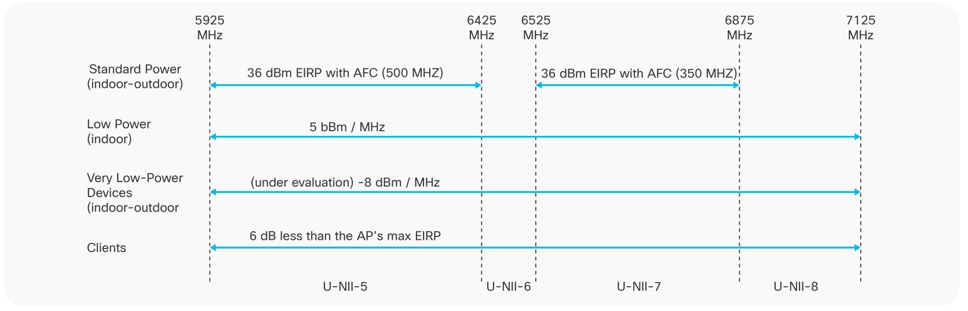 5925 MHz
6425 MHz
6525 MHz
6875 MHz
7125 MHz
Standard Power
(indoor-outdoor)
36 dBm EIRP with AFC (500 MHZ)
36 dBm EIRP with AFC (350 MHZ)
Low Power
(indoor)
5 bBm / MHz
Very Low-Power
Devices
(indoor-outdoor
(under evaluation) -8 dBm / MHz
Clients
6 dB less than the AP's max EIRP
U-NII-5
U-NII-6
U-NII-7
U-NII-8